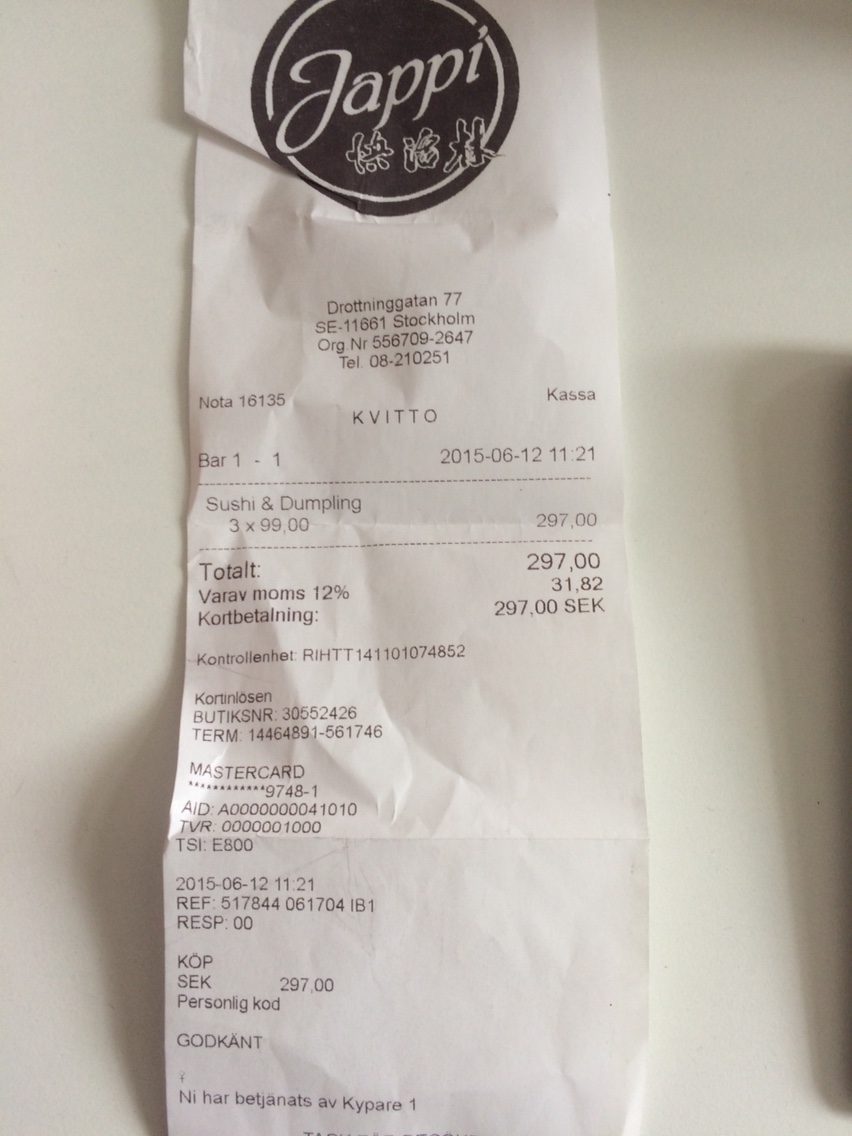 Jappi
Drottninggatan 77
SE-11661 Stockholm
Org.Nr 556709-2647
Tel. 08-210251
Nota 16135 Kassa
KVITTO
Bar 1 - 1 2015-06-12 11:21
Sushi & Dumpling
3 x 99,00 297,00
Totalt: 297,00
Varav moms 12% 31,82
Kortbetalning: 297,00 SEK
Kontrollenhet: RIHTT141101074852
Kortinlösen
BUTIKSNR: 30552426
TERM: 14464891-561746
MASTERCARD
************9748-1
AID: A0000000041010
TVR: 0000001000
TSI: E800
2015-06-12 11:21
REF: 517844 061704 IB1
RESP: 00
KÖP
SEK 297,00
Personlig kod
GODKÄNT
Ni har betjänats av Kypare 1